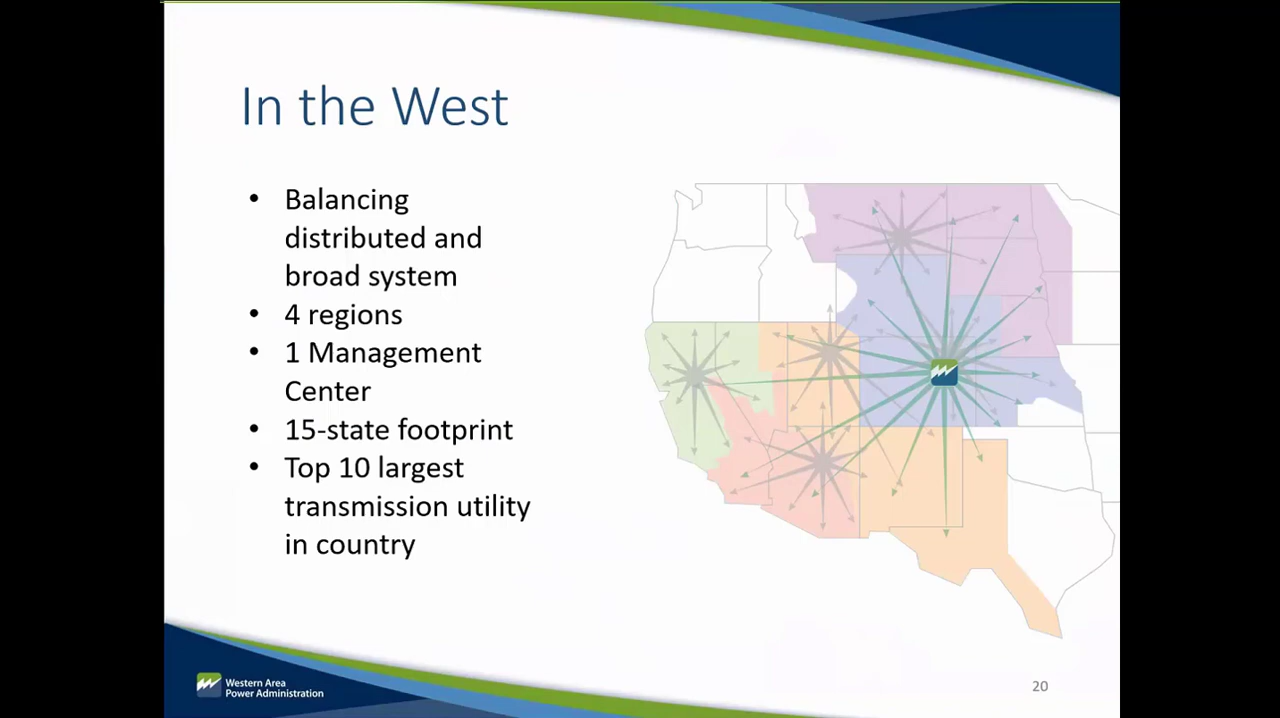 In the West
• Balancing
distributed and
broad system
• 4 regions
• 1 Management
Center
• 15-state footprint
• Top 10 largest
transmission utility
in country
Western Area
Power Administration
20